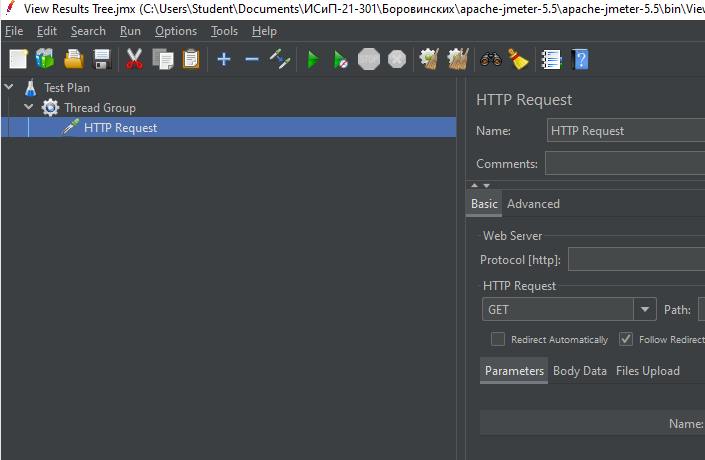 View Results Tree.jmx (C:\Users\Student\Documents\ИСиП-21-301\Боровинских\apache-jmeter-5.5\apache-jmeter-5.5\bin\View
File Edit Search Run Options Tools Help
STOP
Test Plan
Thread Group
HTTP Request
HTTP Request
Name: HTTP Request
Comments:
Basic Advanced
Web Server
Protocol [http]:
HTTP Request
GET Path:
Redirect Automatically Follow Redirect
Parameters Body Data Files Upload
Name: